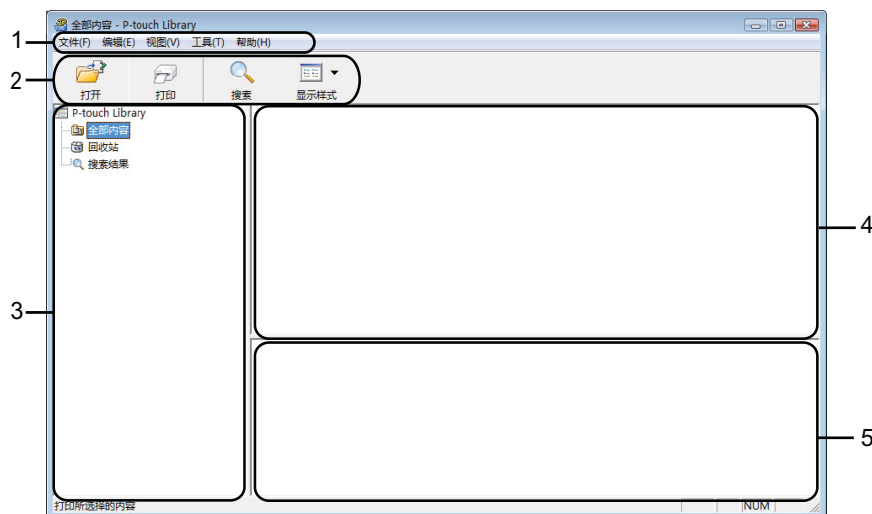 全部内容 - P-touch Library
1
文件(F) 编辑(E) 视图(V) 工具(T) 帮助(H)
2
打开 打印 搜索 显示样式
P-touch Library
全部内容
回收站
搜索结果
3
4
5
打印所选择的内容 NUM